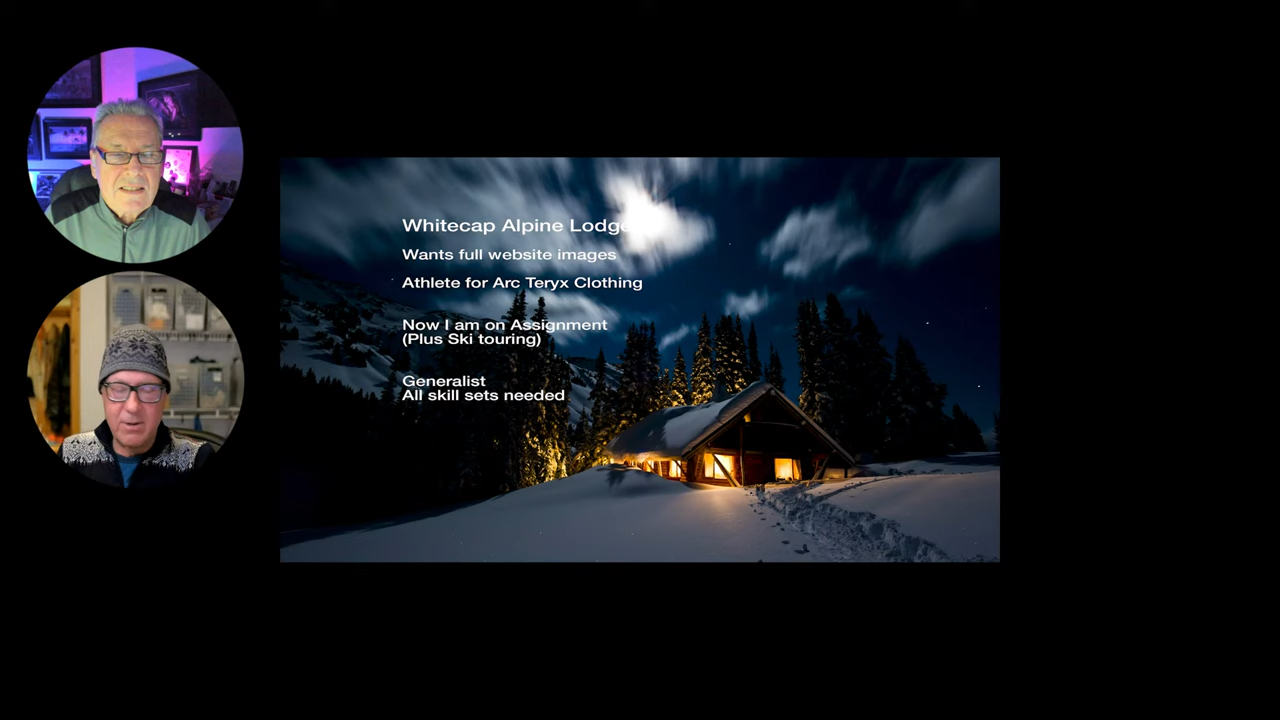 Whitecap Alpine Lodge
Wants full website images
Athlete for Arc Teryx Clothing
Now I am on Assignment
(Plus Ski touring)
Generalist
All skill sets needed